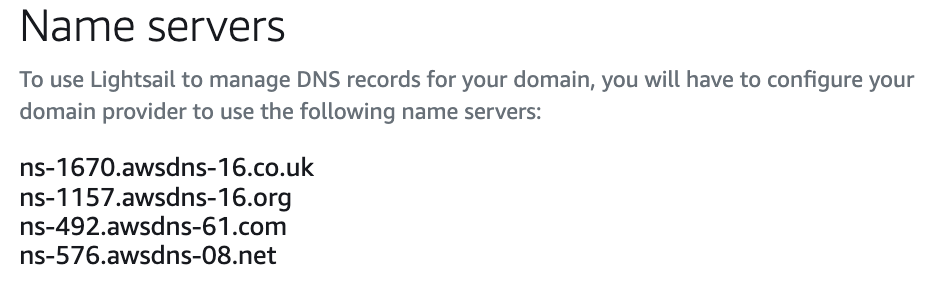 Name servers
To use Lightsail to manage DNS records for your domain, you will have to configure your
domain provider to use the following name servers:
ns-1670.awsdns-16.co.uk
ns-1157.awsdns-16.org
ns-492.awsdns-61.com
ns-576.awsdns-08.net